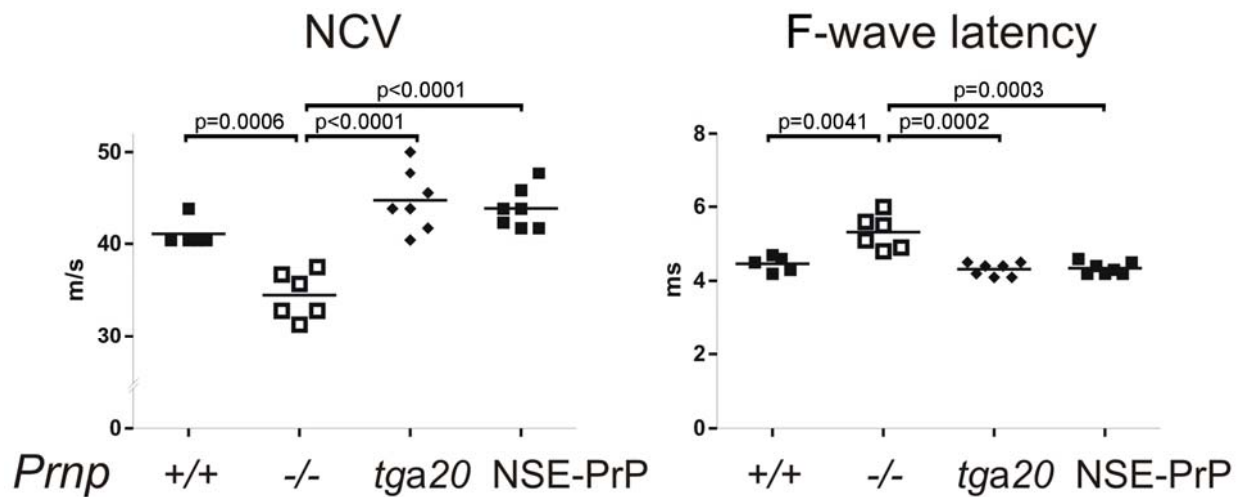 NCV
p<0.0001
p=0.0006 p<0.0001
50
40
30
0
m/s
Prnp +/+ -/- tga20 NSE-PrP
F-wave latency
p=0.0003
p=0.0041 p=0.0002
8
6
4
2
0
ms
+/+ -/- tga20 NSE-PrP